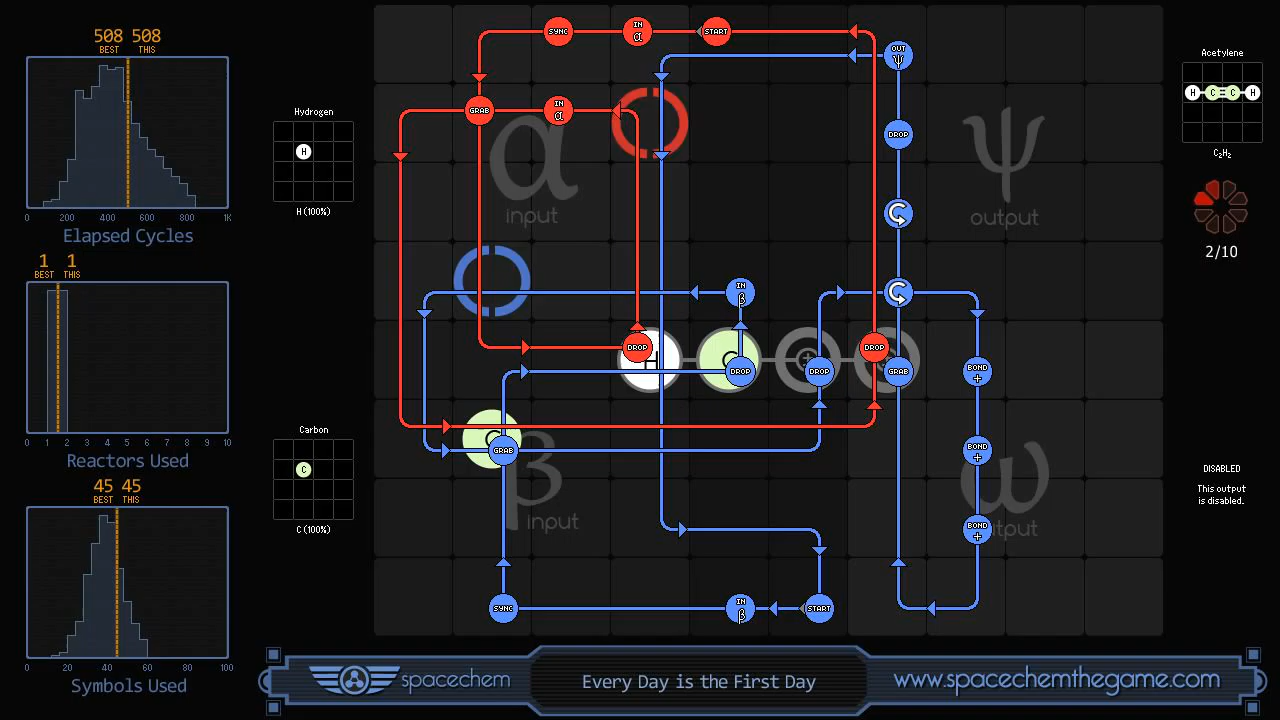 508 508
BEST THIS
0 200 400 600 800 1K
Elapsed Cycles
1 1
BEST THIS
0 1 2 3 4 5 6 7 8 9 10
Reactors Used
45 45
BEST THIS
0 20 40 60 80 100
Symbols Used
Hydrogen
H
H (100%)
Carbon
C
C (100%)
SYNC IN α START
OUT ψ
GRAB IN α
DROP
α
input
ψ
output
IN β
DROP H C + DROP
DROP DROP GRAB BOND +
C GRAB
BOND +
β
input
ω
output
BOND +
SYNC IN β START
Acetylene
H C C H
C₂H₂
2/10
DISABLED
This output
is disabled.
spacechem
Every Day is the First Day
www.spacechemthegame.com